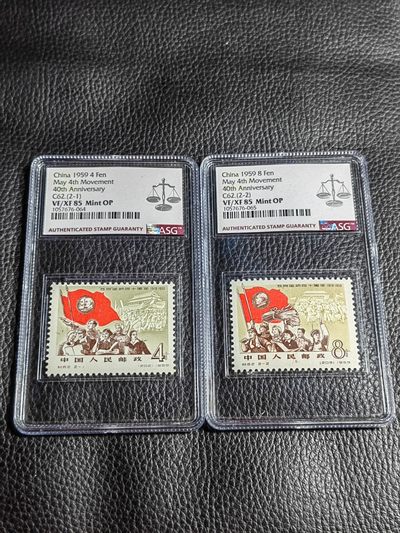 China 1959 4 Fen
May 4th Movement
40th Anniversary
C62.(2-1)
VF/XF 85 Mint OP
1057676-064
AUTHENTICATED STAMP GUARANTY
ASG
中国人民邮政
4
China 1959 8 Fen
May 4th Movement
40th Anniversary
C62.(2-2)
VF/XF 85 Mint OP
1057676-065
AUTHENTICATED STAMP GUARANTY
ASG
中国人民邮政
8